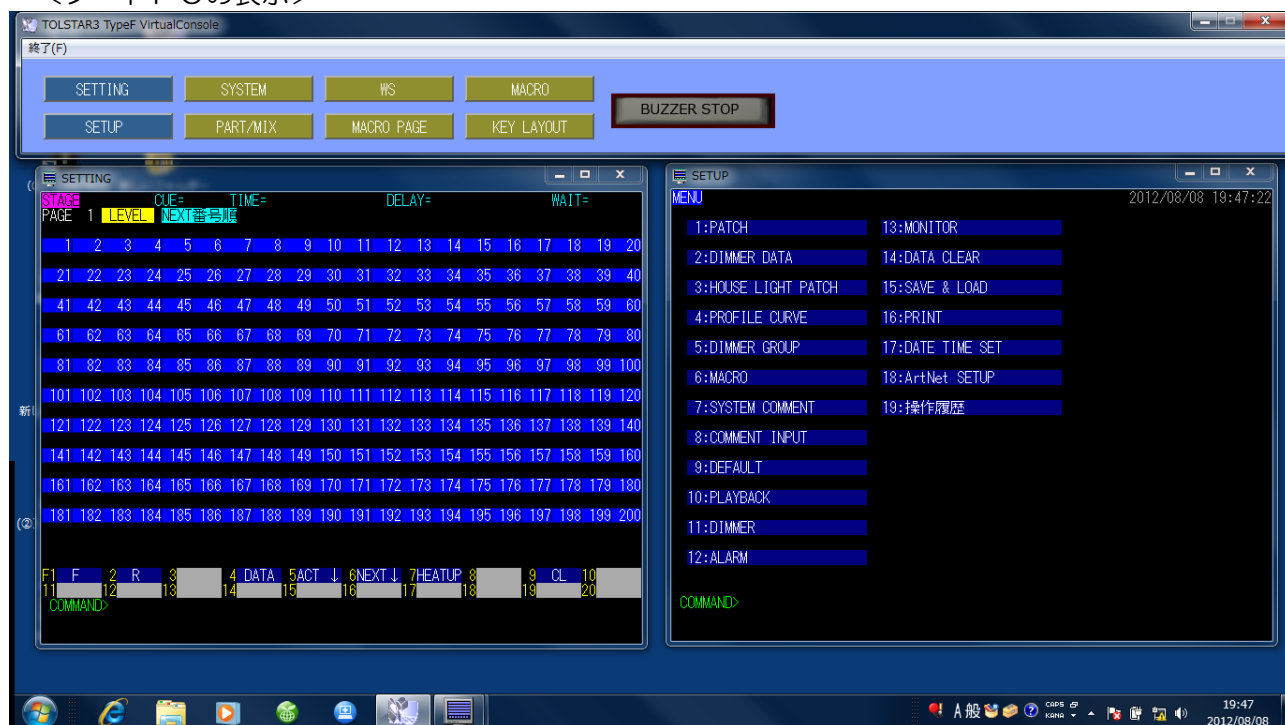 TOLSTAR3 TypeF VirtualConsole
終了(F)
SETTING SYSTEM WS MACRO
BUZZER STOP
SETUP PART/MIX MACRO PAGE KEY LAYOUT
SETTING
STAGE CUE= TIME= DELAY= WAIT=
PAGE 1 LEVEL NEXT番号順
1 2 3 4 5 6 7 8 9 10 11 12 13 14 15 16 17 18 19 20
21 22 23 24 25 26 27 28 29 30 31 32 33 34 35 36 37 38 39 40
41 42 43 44 45 46 47 48 49 50 51 52 53 54 55 56 57 58 59 60
61 62 63 64 65 66 67 68 69 70 71 72 73 74 75 76 77 78 79 80
81 82 83 84 85 86 87 88 89 90 91 92 93 94 95 96 97 98 99 100
101 102 103 104 105 106 107 108 109 110 111 112 113 114 115 116 117 118 119 120
121 122 123 124 125 126 127 128 129 130 131 132 133 134 135 136 137 138 139 140
141 142 143 144 145 146 147 148 149 150 151 152 153 154 155 156 157 158 159 160
161 162 163 164 165 166 167 168 169 170 171 172 173 174 175 176 177 178 179 180
181 182 183 184 185 186 187 188 189 190 191 192 193 194 195 196 197 198 199 200
F1 F 2 R 3 4 DATA 5ACT ↓ 6NEXT↓ 7HEATUP 8 9 CL 10
11 12 13 14 15 16 17 18 19 20
COMMAND>
SETUP
MENU 2012/08/08 19:47:22
1:PATCH 13:MONITOR
2:DIMMER DATA 14:DATA CLEAR
3:HOUSE LIGHT PATCH 15:SAVE & LOAD
4:PROFILE CURVE 16:PRINT
5:DIMMER GROUP 17:DATE TIME SET
6:MACRO 18:ArtNet SETUP
7:SYSTEM COMMENT 19:操作履歴
8:COMMENT INPUT
9:DEFAULT
10:PLAYBACK
11:DIMMER
12:ALARM
COMMAND>
新
(②
A 般 CAPS KANA
19:47
2012/08/08